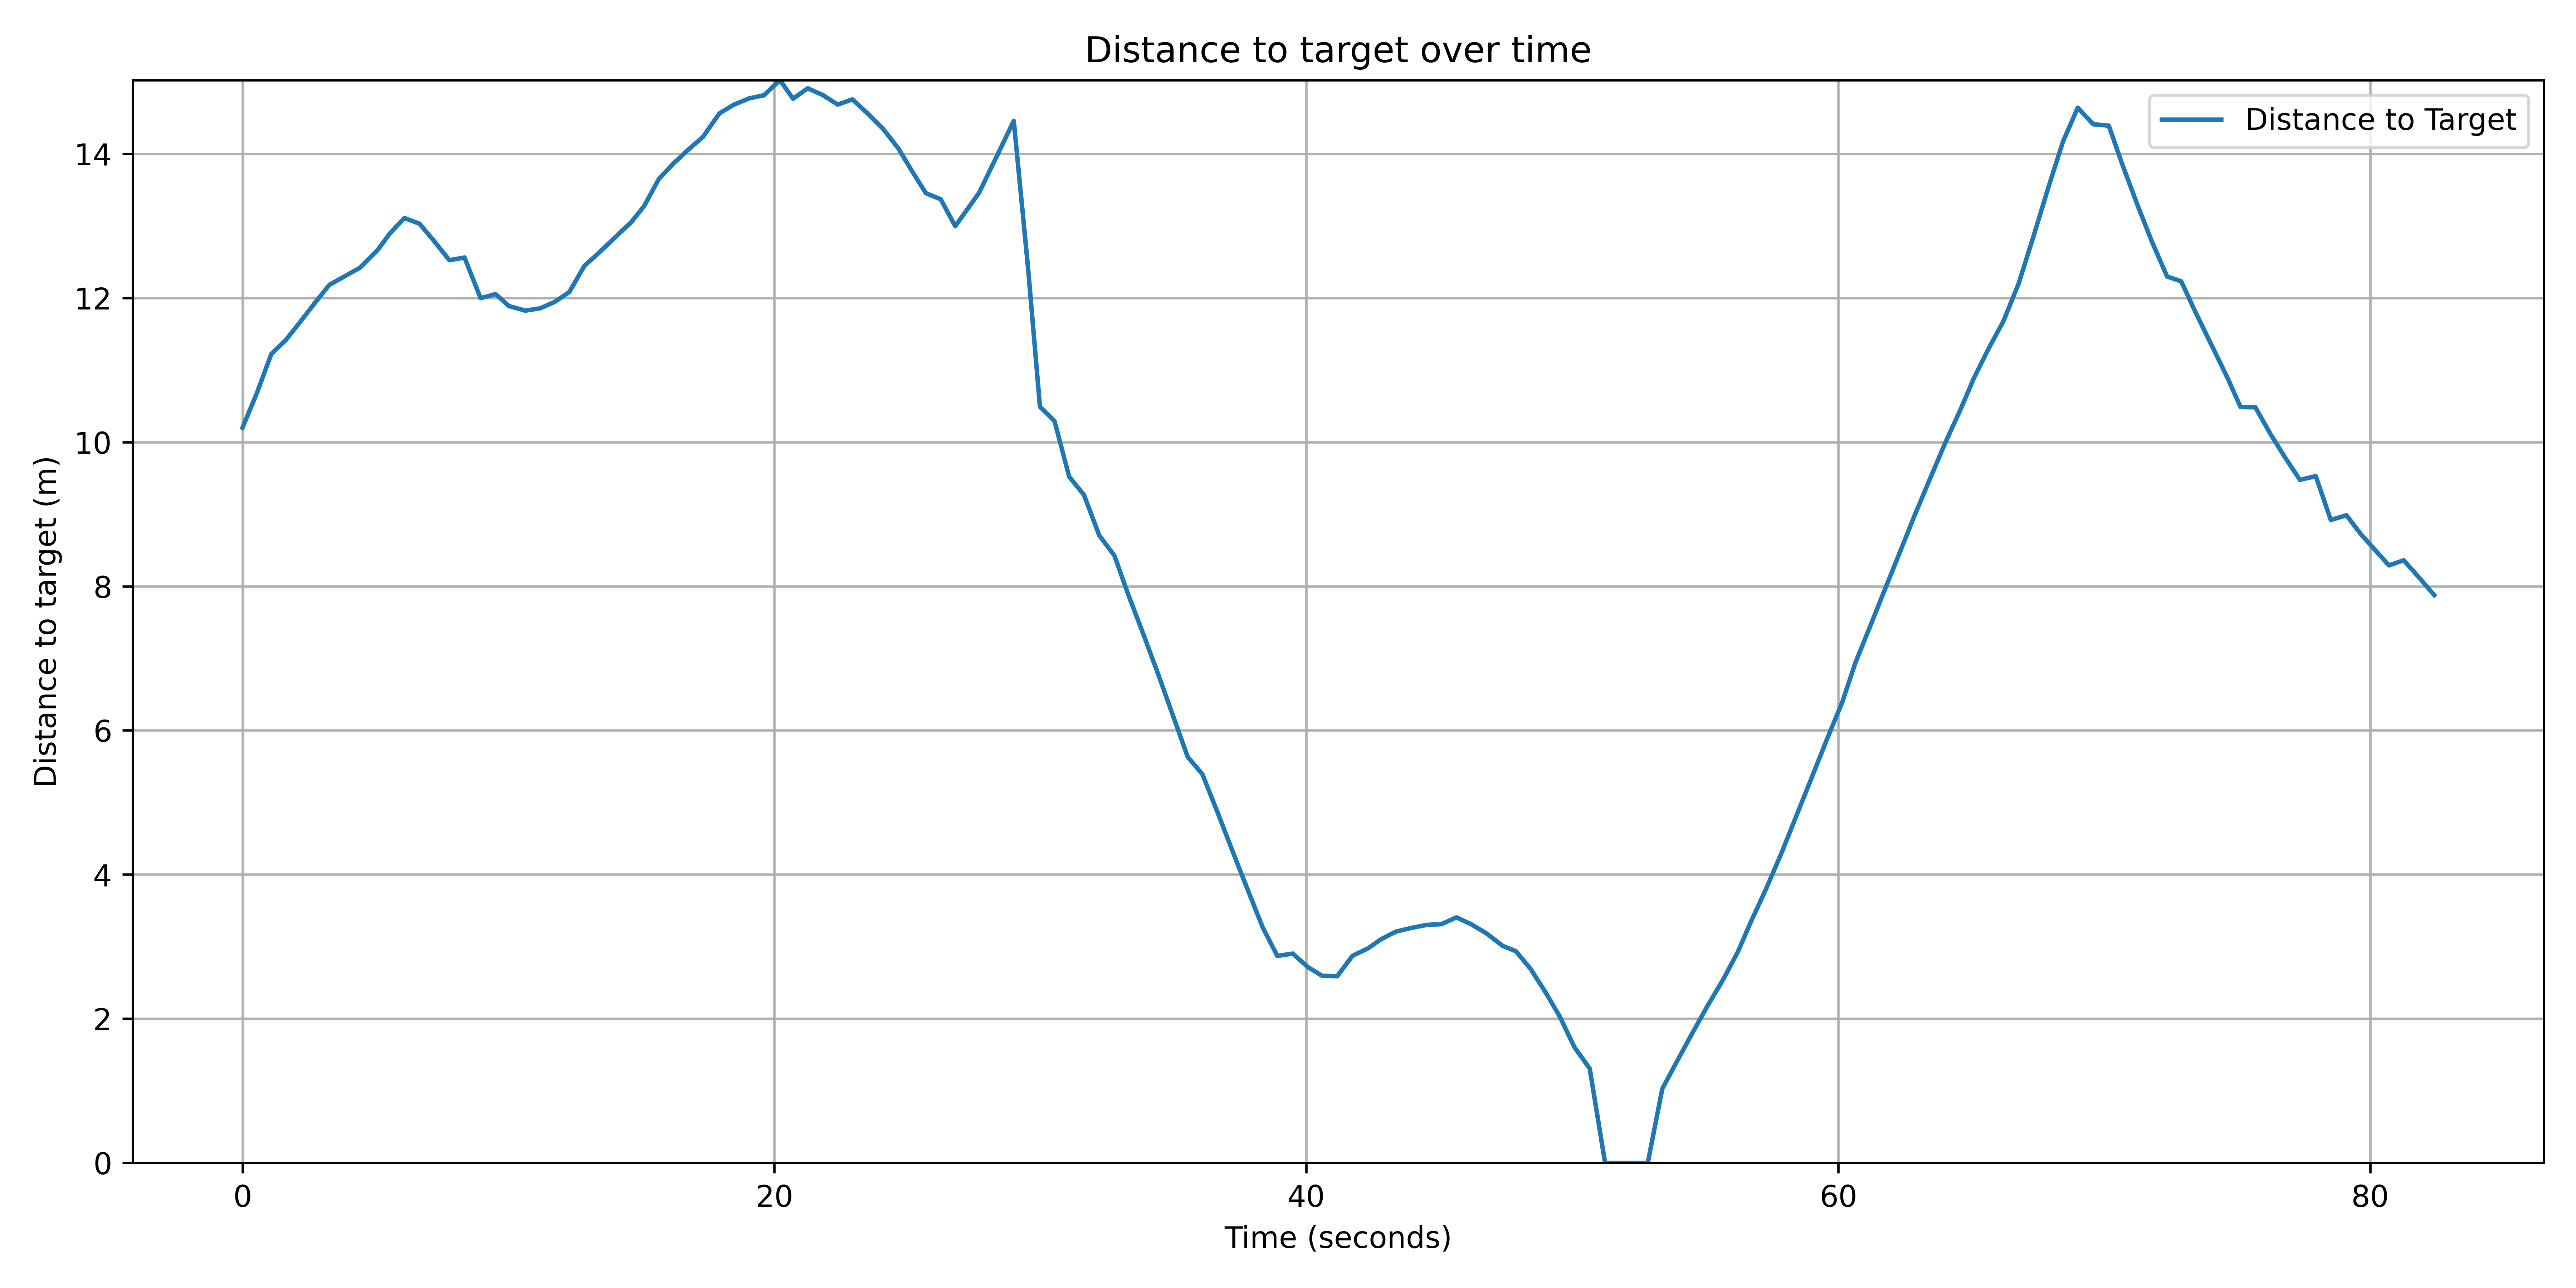 Distance to target over time
Distance to Target
Distance to target (m)
14
12
10
8
6
4
2
0
0 20 40 60 80
Time (seconds)